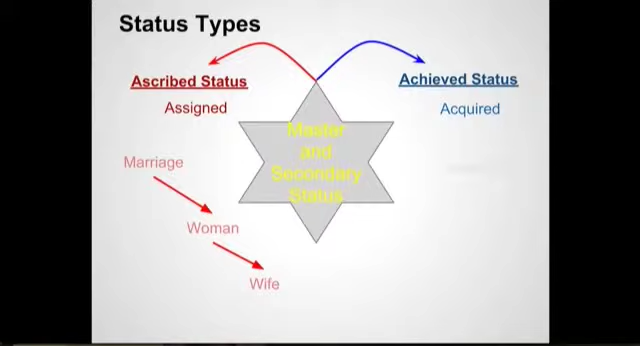 Status Types
Ascribed Status
Assigned
Achieved Status
Acquired
Master
and
Secondary
Status
Marriage
Woman
Wife